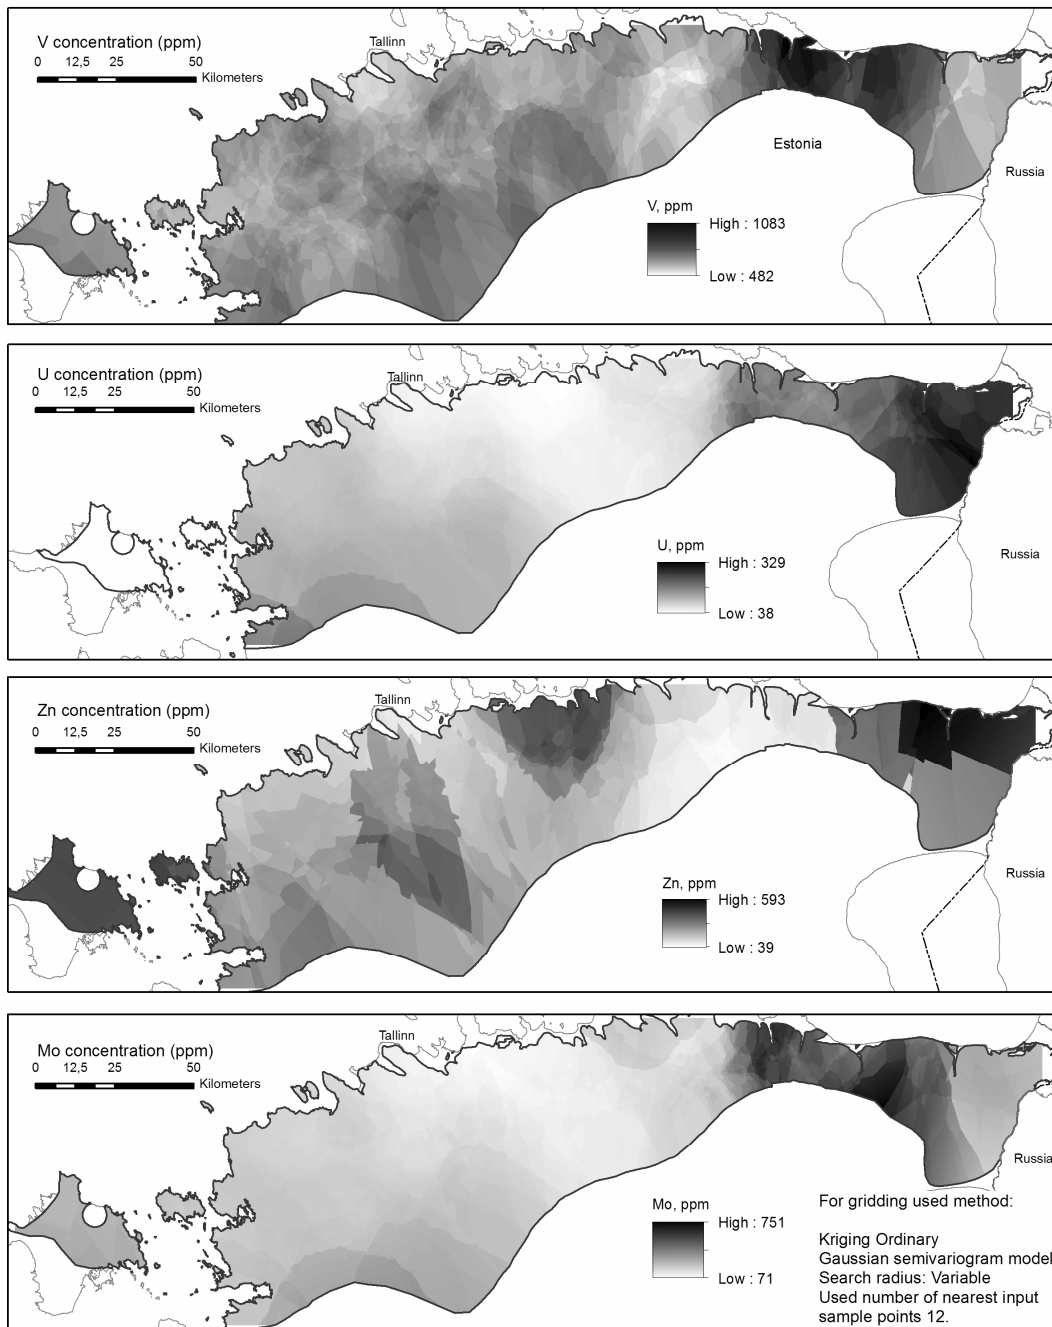 V concentration (ppm)
0 12,5 25 50
Kilometers
Tallinn
Estonia
Russia
V, ppm
High : 1083
Low : 482
U concentration (ppm)
0 12,5 25 50
Kilometers
Tallinn
Russia
U, ppm
High : 329
Low : 38
Zn concentration (ppm)
0 12,5 25 50
Kilometers
Tallinn
Russia
Zn, ppm
High : 593
Low : 39
Mo concentration (ppm)
0 12,5 25 50
Kilometers
Tallinn
Russia
Mo, ppm
High : 751
Low : 71
For gridding used method:
Kriging Ordinary
Gaussian semivariogram model
Search radius: Variable
Used number of nearest input
sample points 12.